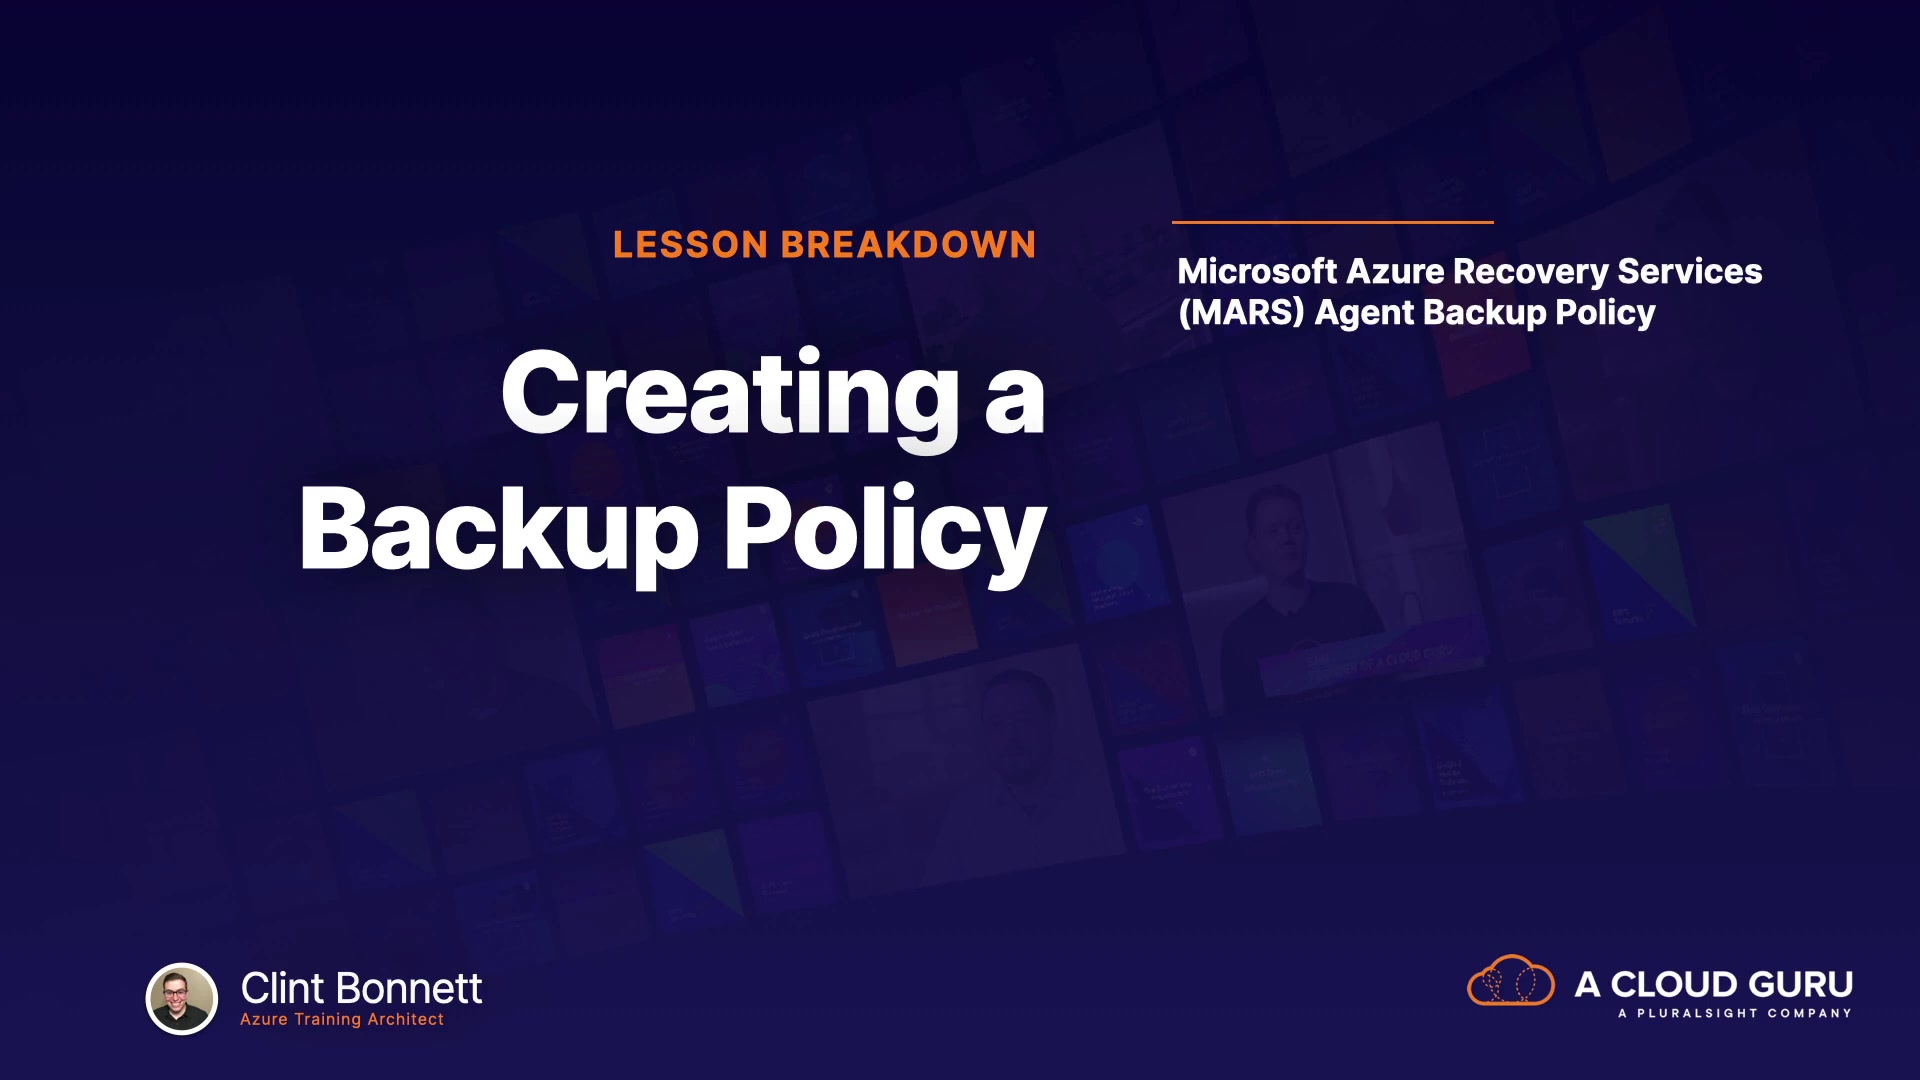 LESSON BREAKDOWN
Creating a
Backup Policy
Microsoft Azure Recovery Services
(MARS) Agent Backup Policy
Clint Bonnett
Azure Training Architect
A CLOUD GURU
A PLURALSIGHT COMPANY